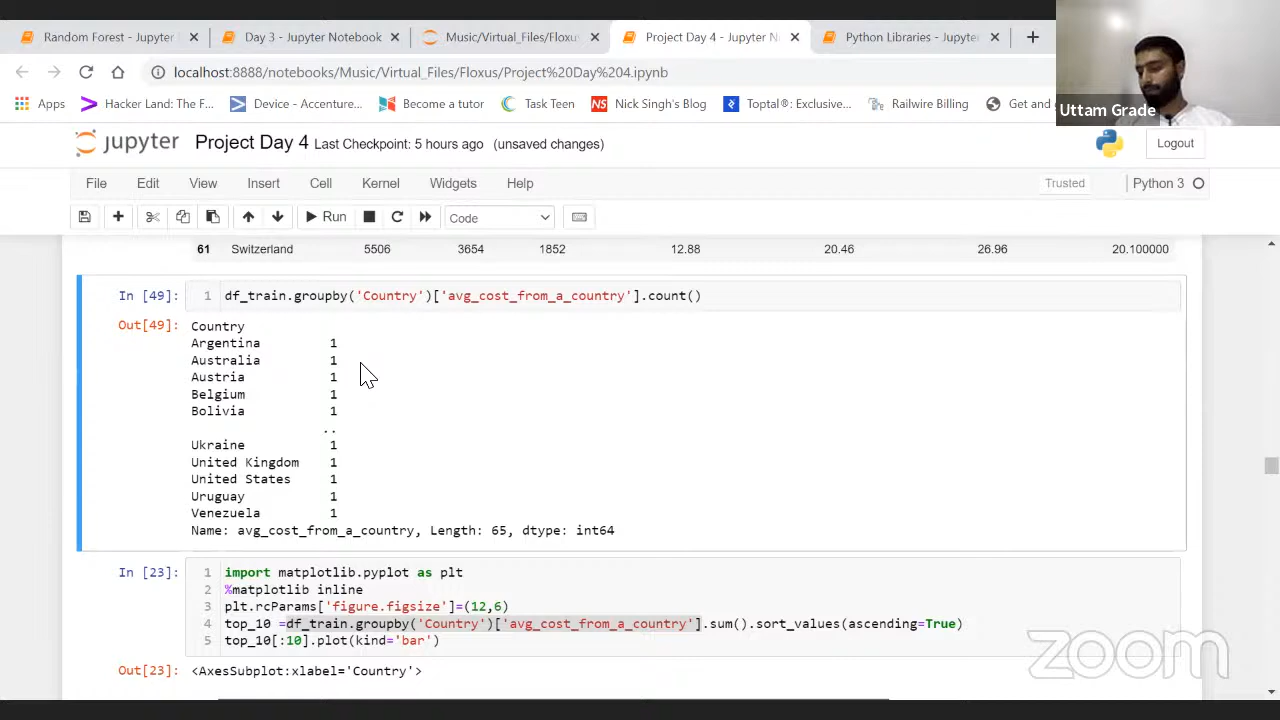 Random Forest - Jupyter
Day 3 - Jupyter Notebook
Music/Virtual_Files/Floxus
Project Day 4 - Jupyter N
Python Libraries - Jupyte
localhost:8888/notebooks/Music/Virtual_Files/Floxus/Project%20Day%204.ipynb
Apps
Hacker Land: The F...
Device - Accenture...
Become a tutor
Task Teen
NS
Nick Singh's Blog
Toptal®: Exclusive...
Railwire Billing
Get and
Uttam Grade
jupyter
Project Day 4 Last Checkpoint: 5 hours ago (unsaved changes)
Logout
File Edit View Insert Cell Kernel Widgets Help
Trusted
Python 3
Run
Code
61 Switzerland 5506 3654 1852 12.88 20.46 26.96 20.100000
In [49]: 1 df_train.groupby('Country')['avg_cost_from_a_country'].count()
Out[49]: Country
Argentina 1
Australia 1
Austria 1
Belgium 1
Bolivia 1
..
Ukraine 1
United Kingdom 1
United States 1
Uruguay 1
Venezuela 1
Name: avg_cost_from_a_country, Length: 65, dtype: int64
In [23]: 1 import matplotlib.pyplot as plt
2 %matplotlib inline
3 plt.rcParams['figure.figsize']=(12,6)
4 top_10 =df_train.groupby('Country')['avg_cost_from_a_country'].sum().sort_values(ascending=True)
5 top_10[:10].plot(kind='bar')
Out[23]: <AxesSubplot:xlabel='Country'>
zoom